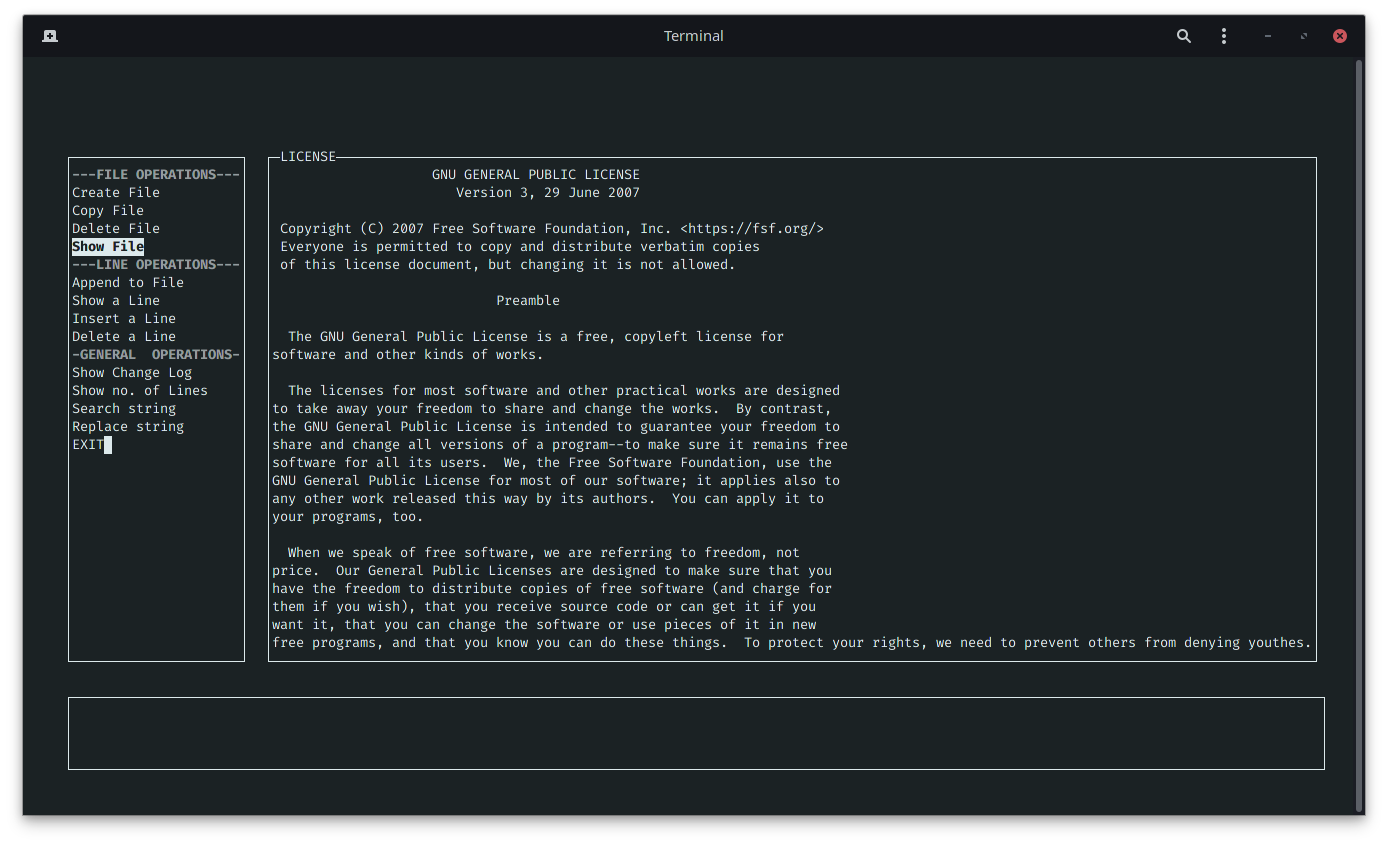 Terminal
---FILE OPERATIONS---
Create File
Copy File
Delete File
Show File
---LINE OPERATIONS---
Append to File
Show a Line
Insert a Line
Delete a Line
-GENERAL  OPERATIONS-
Show Change Log
Show no. of Lines
Search string
Replace string
EXIT
LICENSE
GNU GENERAL PUBLIC LICENSE
Version 3, 29 June 2007
Copyright (C) 2007 Free Software Foundation, Inc. <https://fsf.org/>
Everyone is permitted to copy and distribute verbatim copies
of this license document, but changing it is not allowed.
Preamble
The GNU General Public License is a free, copyleft license for
software and other kinds of works.
The licenses for most software and other practical works are designed
to take away your freedom to share and change the works.  By contrast,
the GNU General Public License is intended to guarantee your freedom to
share and change all versions of a program--to make sure it remains free
software for all its users.  We, the Free Software Foundation, use the
GNU General Public License for most of our software; it applies also to
any other work released this way by its authors.  You can apply it to
your programs, too.
When we speak of free software, we are referring to freedom, not
price.  Our General Public Licenses are designed to make sure that you
have the freedom to distribute copies of free software (and charge for
them if you wish), that you receive source code or can get it if you
want it, that you can change the software or use pieces of it in new
free programs, and that you know you can do these things.  To protect your rights, we need to prevent others from denying youthes.